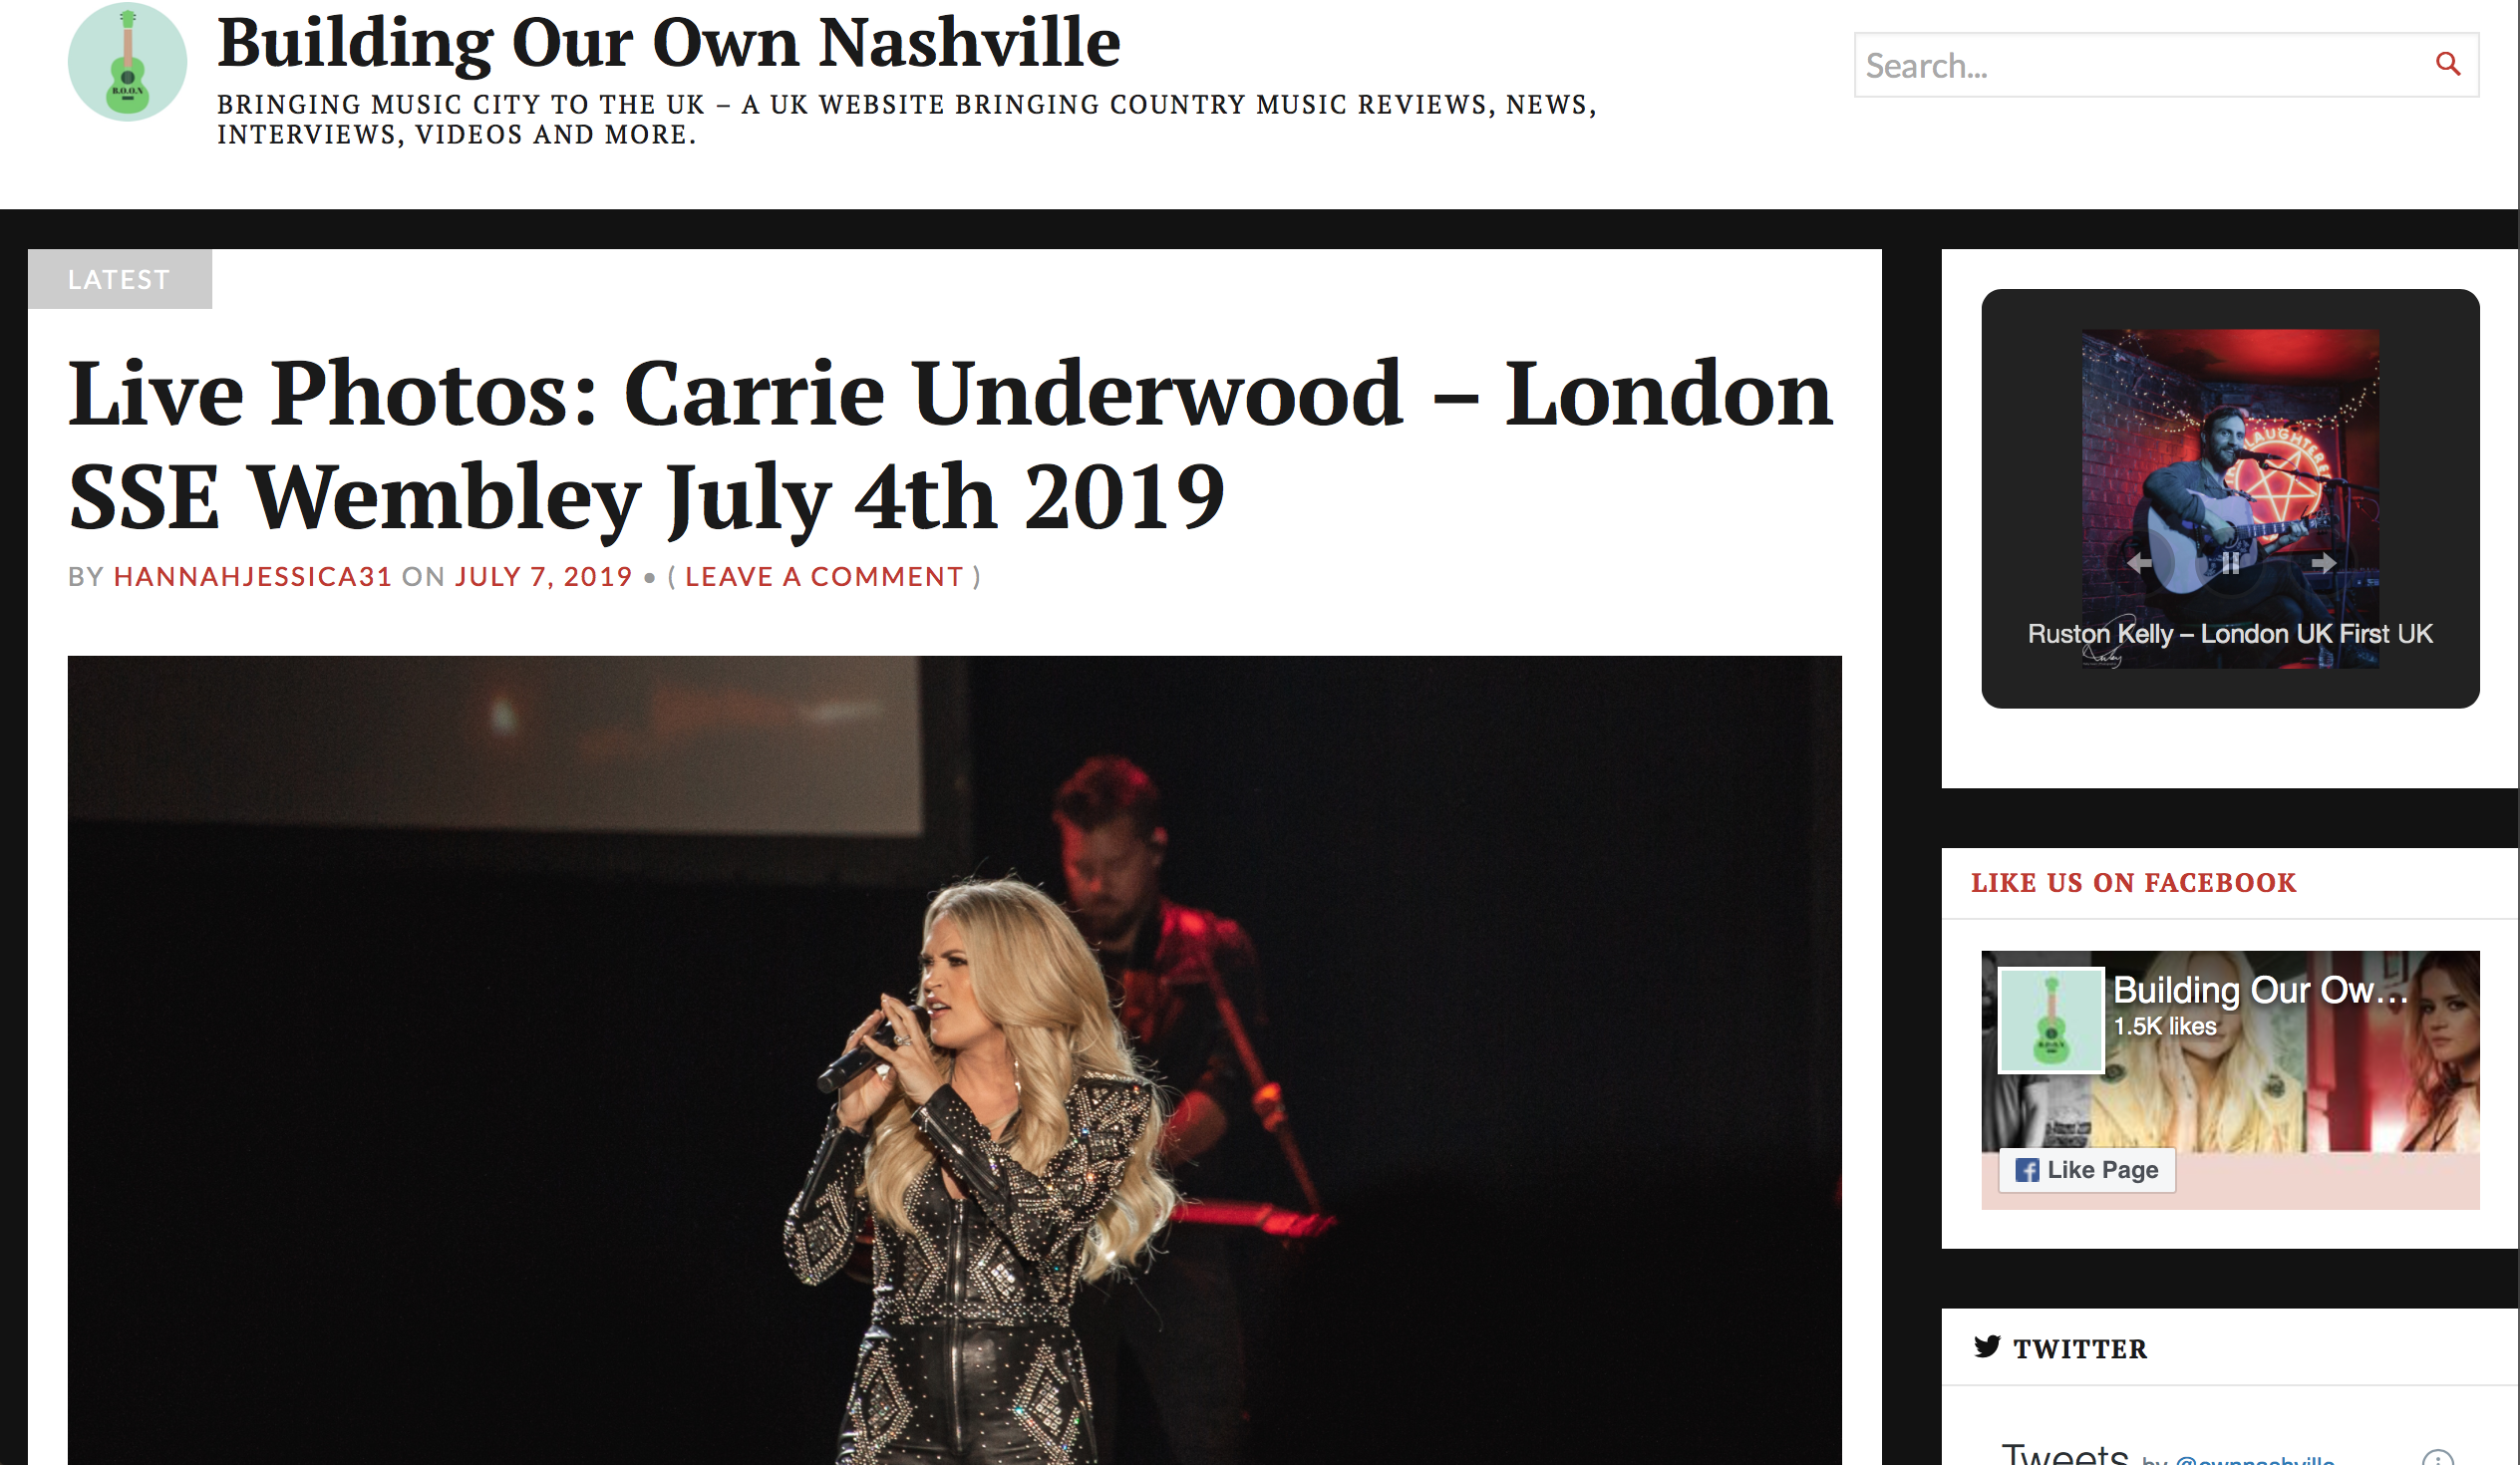 Building Our Own Nashville
BRINGING MUSIC CITY TO THE UK – A UK WEBSITE BRINGING COUNTRY MUSIC REVIEWS, NEWS,
INTERVIEWS, VIDEOS AND MORE.
B.O.O.N
Search...
LATEST
Live Photos: Carrie Underwood – London
SSE Wembley July 4th 2019
BY HANNAHJESSICA31 ON JULY 7, 2019 • ( LEAVE A COMMENT )
Ruston Kelly – London UK First UK
LIKE US ON FACEBOOK
Building Our Ow...
1.5K likes
Like Page
TWITTER
Tweets by @ownnashville